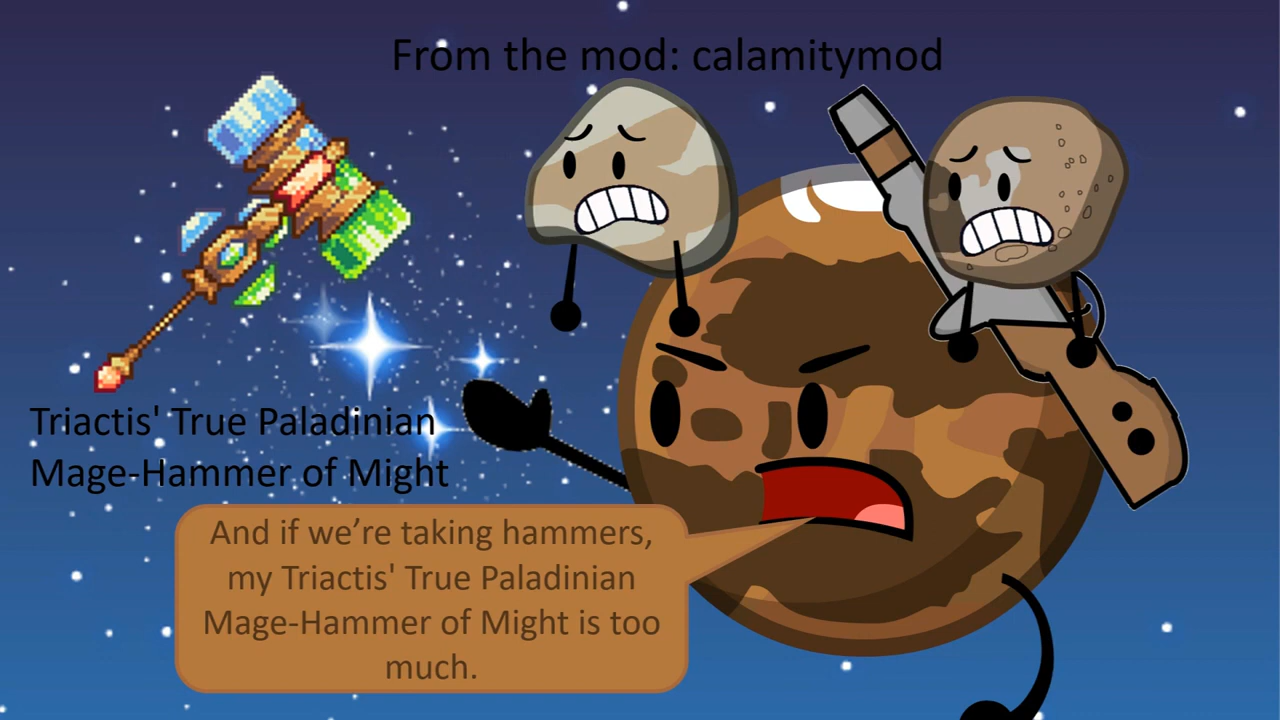 From the mod: calamitymod
Triactis' True Paladinian
Mage-Hammer of Might
And if we’re taking hammers,
my Triactis' True Paladinian
Mage-Hammer of Might is too
much.